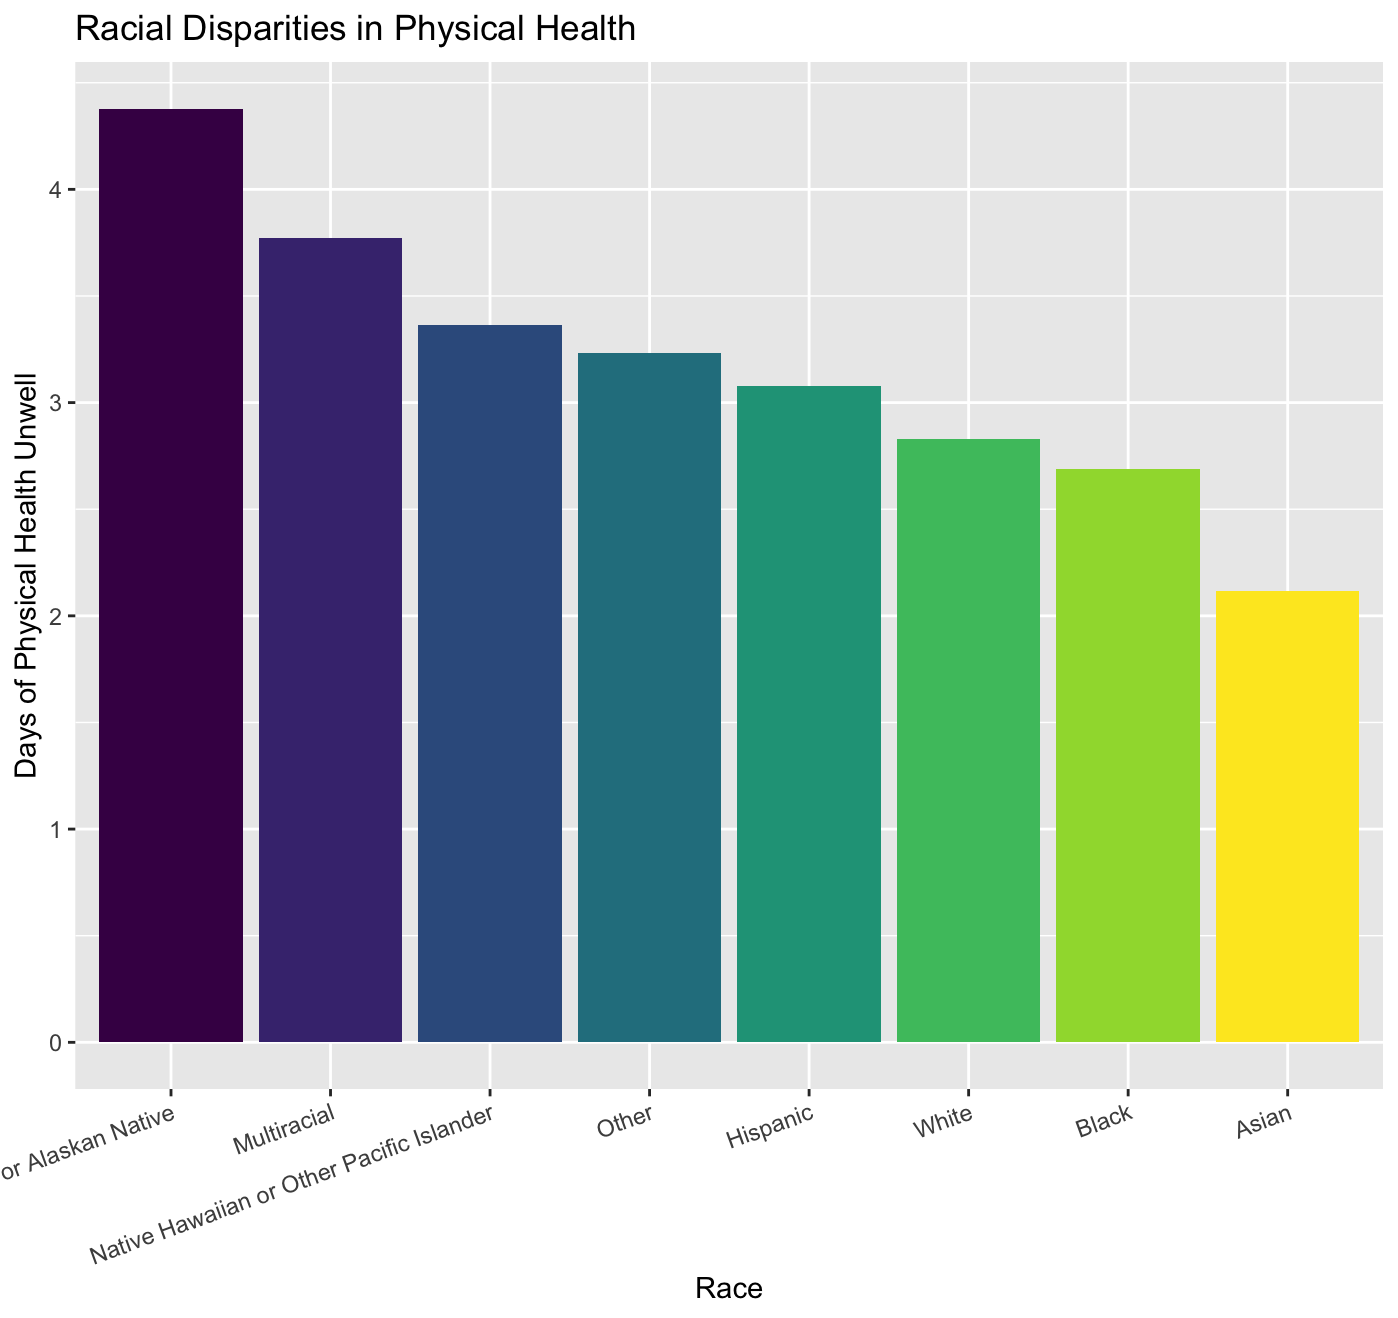 Racial Disparities in Physical Health
Days of Physical Health Unwell
4
3
2
1
0
or Alaskan Native
Multiracial
Native Hawaiian or Other Pacific Islander
Other
Hispanic
White
Black
Asian
Race